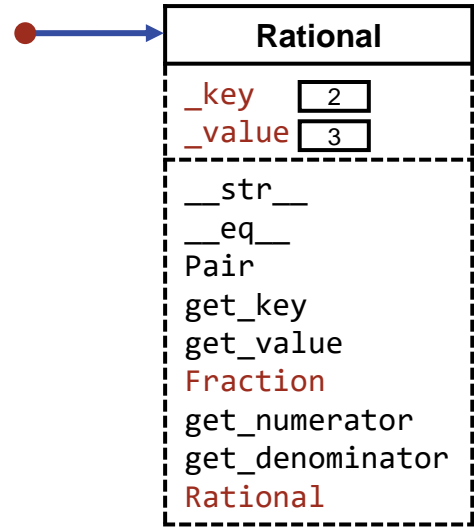 Rational
_key 2
_value 3
__str__
__eq__
Pair
get_key
get_value
Fraction
get_numerator
get_denominator
Rational